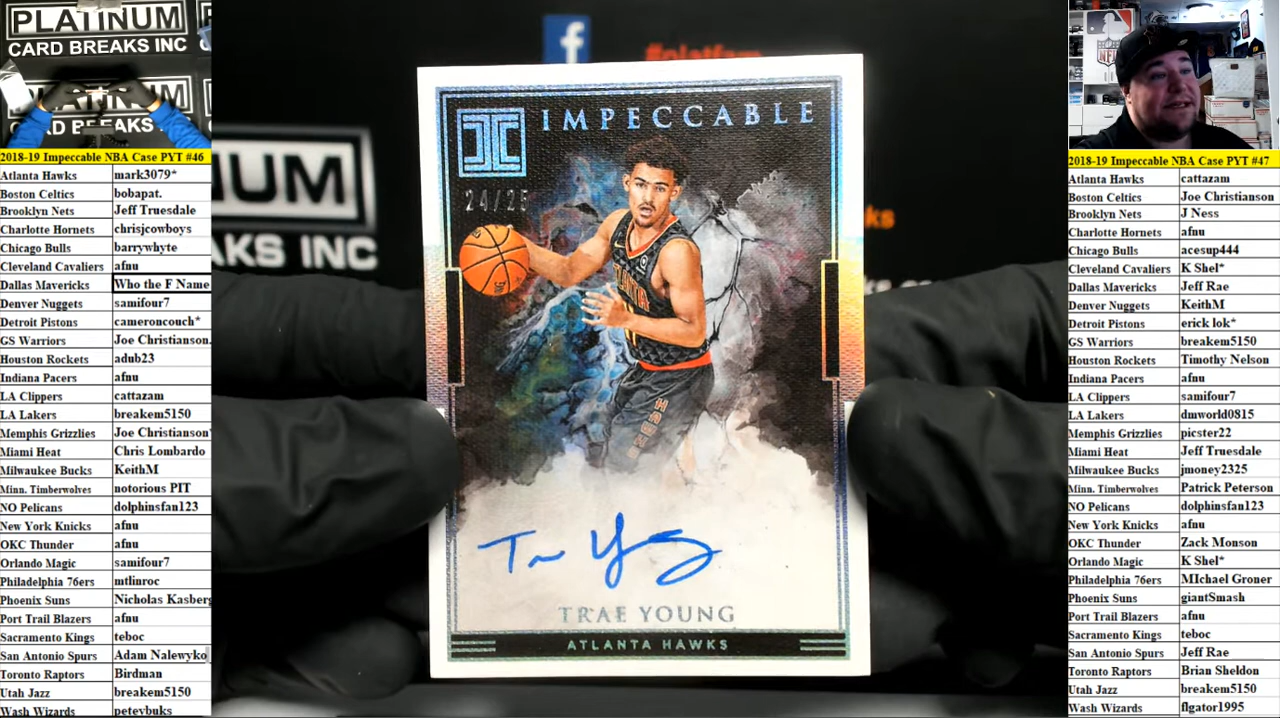 PLATINUM
CARD BREAKS INC
PLATINUM
2018-19 Impeccable NBA Case PYT #46
Atlanta Hawks mark3079*
Boston Celtics bobapat.
Brooklyn Nets Jeff Truesdale
Charlotte Hornets chrisjcowboys
Chicago Bulls barrywhyte
Cleveland Cavaliers afnu
Dallas Mavericks Who the F Name
Denver Nuggets samifour7
Detroit Pistons cameroncouch*
GS Warriors Joe Christianson.
Houston Rockets adub23
Indiana Pacers afnu
LA Clippers cattazam
LA Lakers breakem5150
Memphis Grizzlies Joe Christianson*
Miami Heat Chris Lombardo
Milwaukee Bucks KeithM
Minn. Timberwolves notorious PIT
NO Pelicans dolphinsfan123
New York Knicks afnu
OKC Thunder afnu
Orlando Magic samifour7
Philadelphia 76ers mtlinroc
Phoenix Suns Nicholas Kasberg
Port Trail Blazers afnu
Sacramento Kings teboc
San Antonio Spurs Adam Nalewyko
Toronto Raptors Birdman
Utah Jazz breakem5150
Wash Wizards peteybuks
NUM
KS INC
#platfam
IMPECCABLE
24/25
ATLANTA
HAWKS
Trae Young
TRAE YOUNG
ATLANTA HAWKS
NFL
2018-19 Impeccable NBA Case PYT #47
Atlanta Hawks cattazam
Boston Celtics Joe Christianson
Brooklyn Nets J Ness
Charlotte Hornets afnu
Chicago Bulls acesup444
Cleveland Cavaliers K Shel*
Dallas Mavericks Jeff Rae
Denver Nuggets KeithM
Detroit Pistons erick lok*
GS Warriors breakem5150
Houston Rockets Timothy Nelson
Indiana Pacers afnu
LA Clippers samifour7
LA Lakers dmworld0815
Memphis Grizzlies picster22
Miami Heat Jeff Truesdale
Milwaukee Bucks jmoney2325
Minn. Timberwolves Patrick Peterson
NO Pelicans dolphinsfan123
New York Knicks afnu
OKC Thunder Zack Monson
Orlando Magic K Shel*
Philadelphia 76ers MIchael Groner
Phoenix Suns giantSmash
Port Trail Blazers afnu
Sacramento Kings teboc
San Antonio Spurs Jeff Rae
Toronto Raptors Brian Sheldon
Utah Jazz breakem5150
Wash Wizards flgator1995